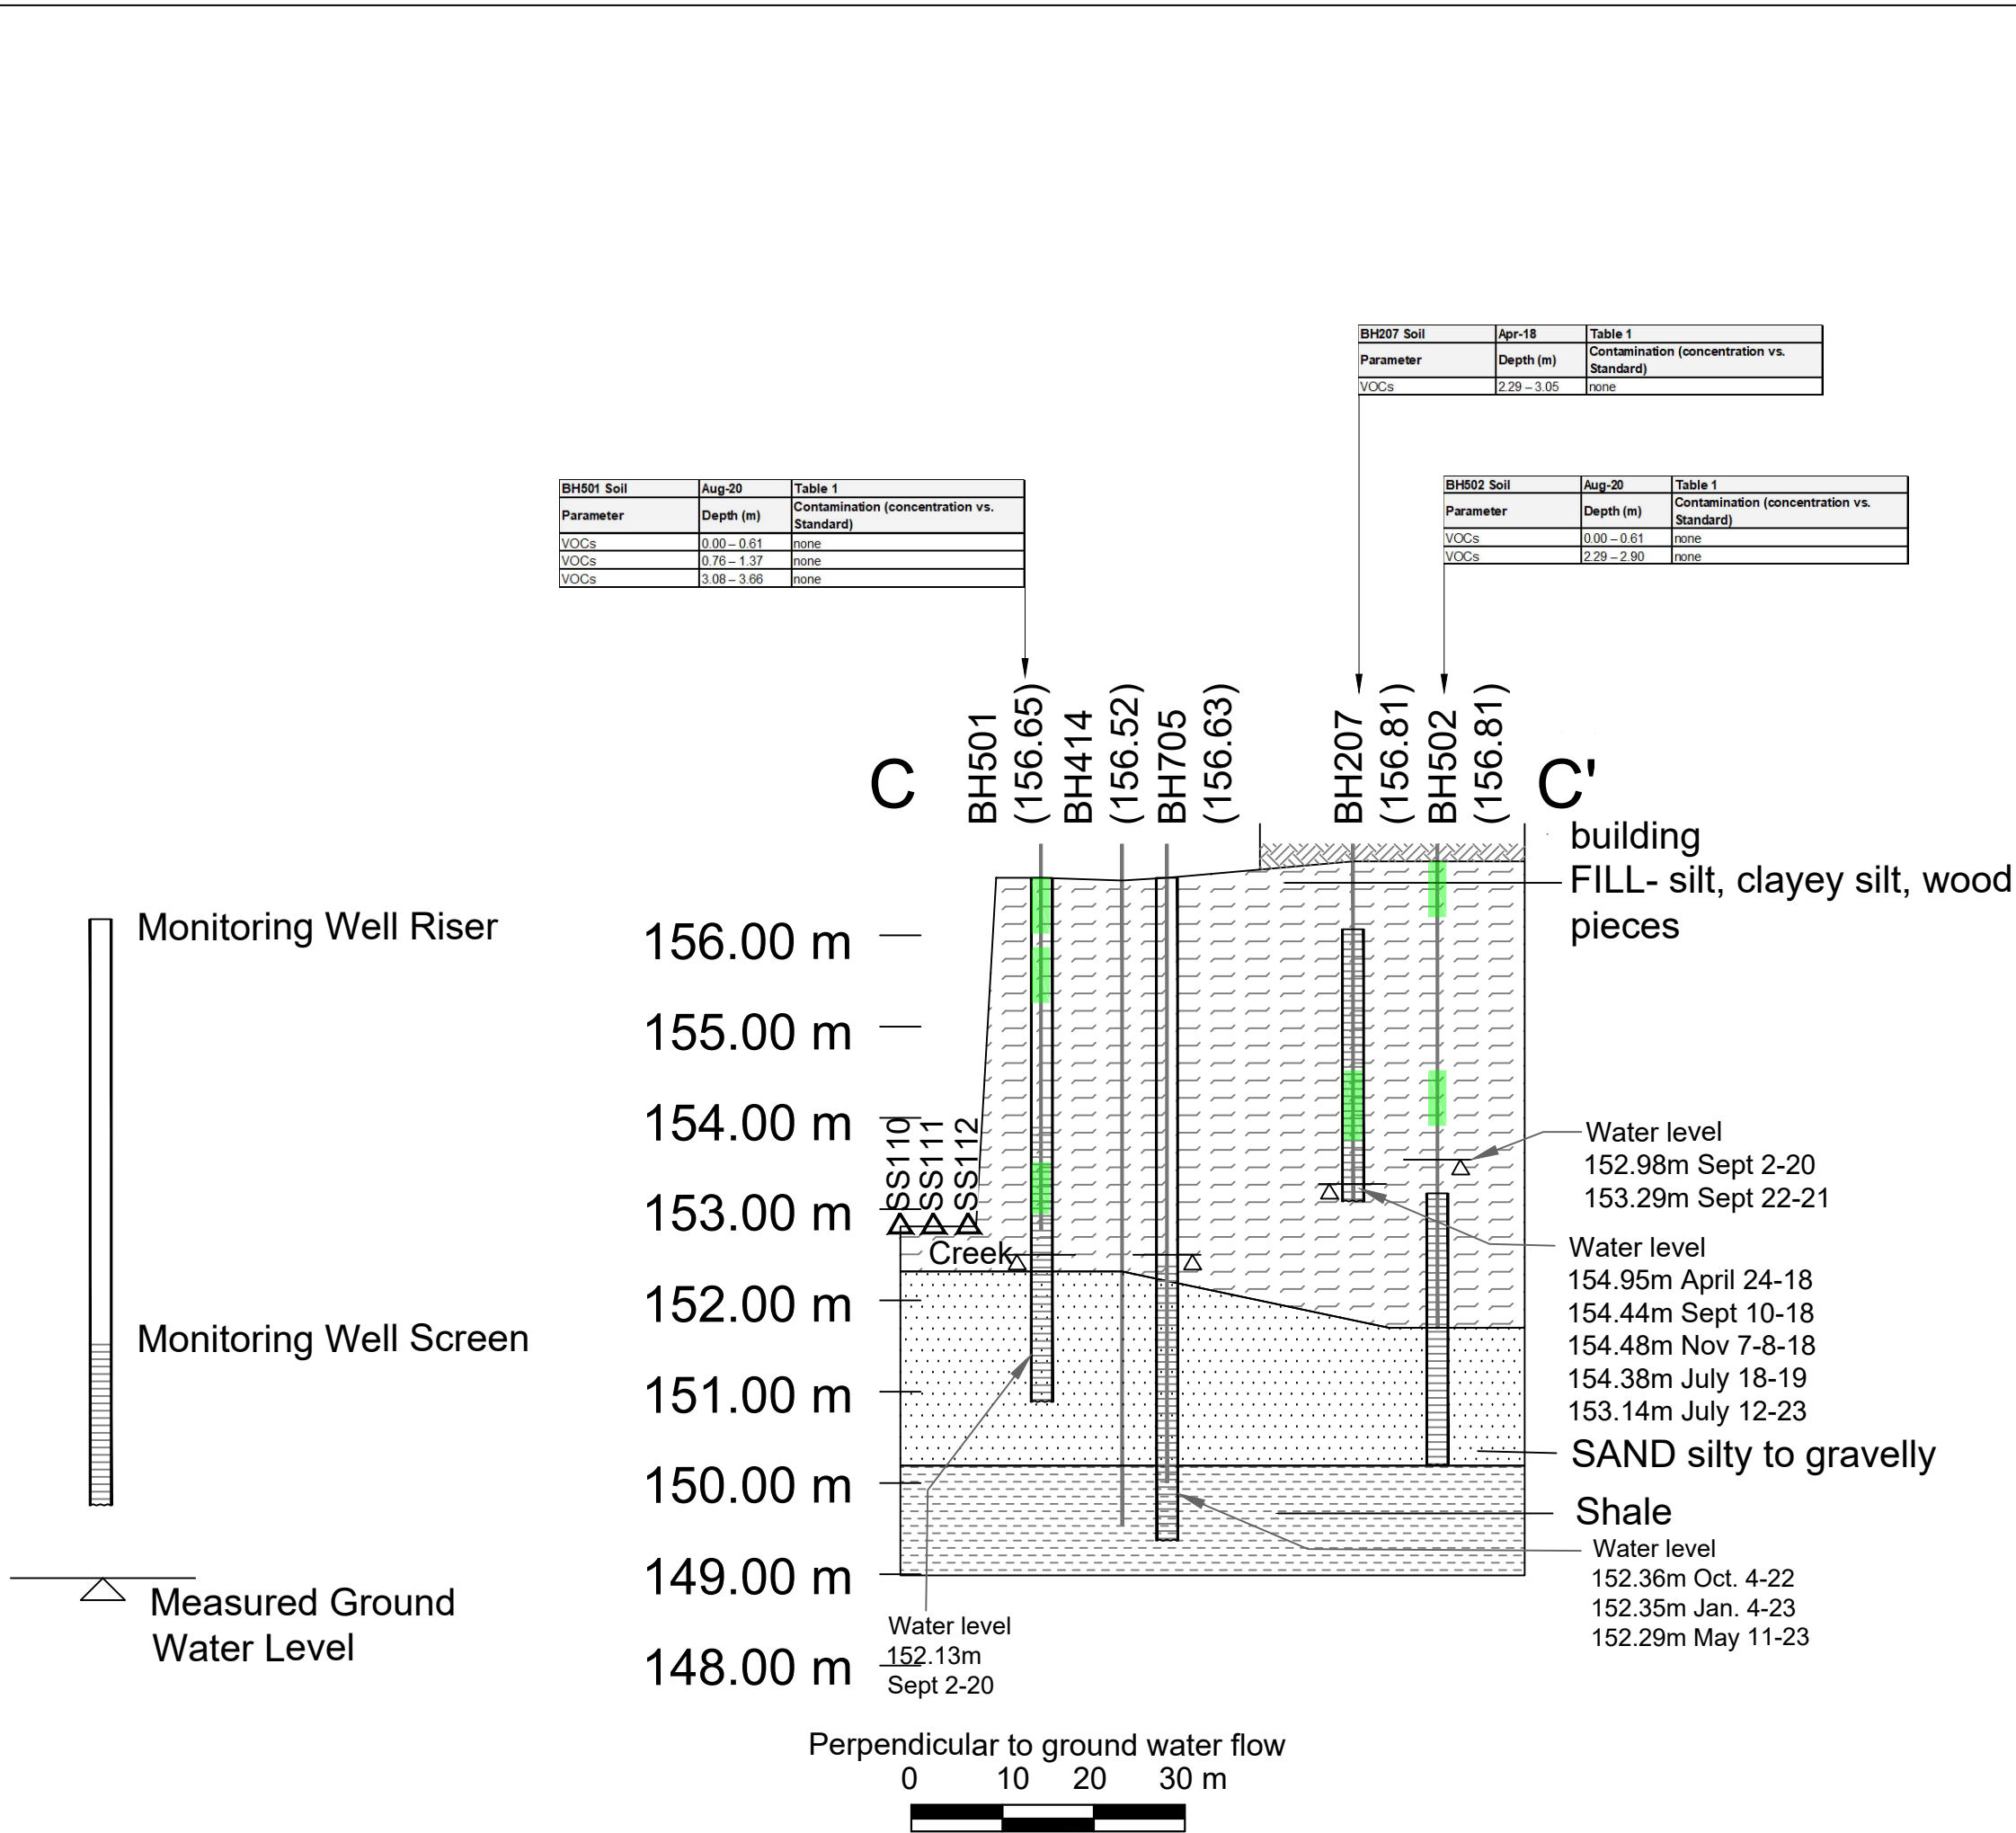 BH207 Soil Apr-18 Table 1
Parameter Depth (m) Contamination (concentration vs. Standard)
VOCs 2.29 – 3.05 none
BH501 Soil Aug-20 Table 1
Parameter Depth (m) Contamination (concentration vs. Standard)
VOCs 0.00 – 0.61 none
VOCs 0.76 – 1.37 none
VOCs 3.08 – 3.66 none
BH502 Soil Aug-20 Table 1
Parameter Depth (m) Contamination (concentration vs. Standard)
VOCs 0.00 – 0.61 none
VOCs 2.29 – 2.90 none
C
BH501
(156.65)
BH414
(156.52)
BH705
(156.63)
BH207
(156.81)
BH502
(156.81)
C'
building
FILL- silt, clayey silt, wood
pieces
Monitoring Well Riser
Monitoring Well Screen
Measured Ground
Water Level
156.00 m
155.00 m
154.00 m
153.00 m
152.00 m
151.00 m
150.00 m
149.00 m
148.00 m
SS110
SS111
SS112
Creek
Water level
152.98m Sept 2-20
153.29m Sept 22-21
Water level
154.95m April 24-18
154.44m Sept 10-18
154.48m Nov 7-8-18
154.38m July 18-19
153.14m July 12-23
SAND silty to gravelly
Shale
Water level
152.36m Oct. 4-22
152.35m Jan. 4-23
152.29m May 11-23
Water level
152.13m
Sept 2-20
Perpendicular to ground water flow
0 10 20 30 m